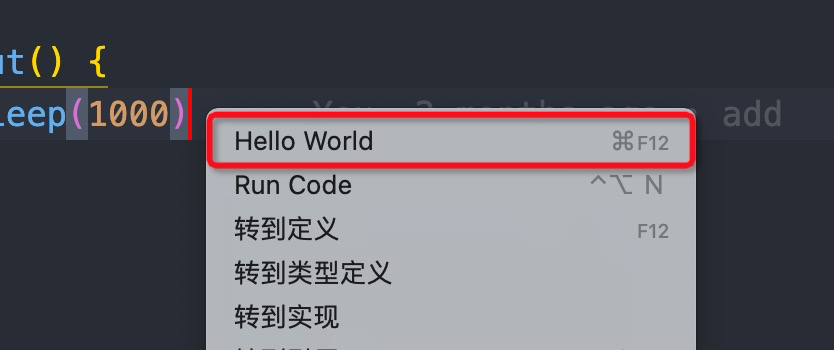 ut() {
leep(1000) You, 2 months ago • add
Hello World ⌘F12
Run Code ^⌥ N
转到定义 F12
转到类型定义
转到实现